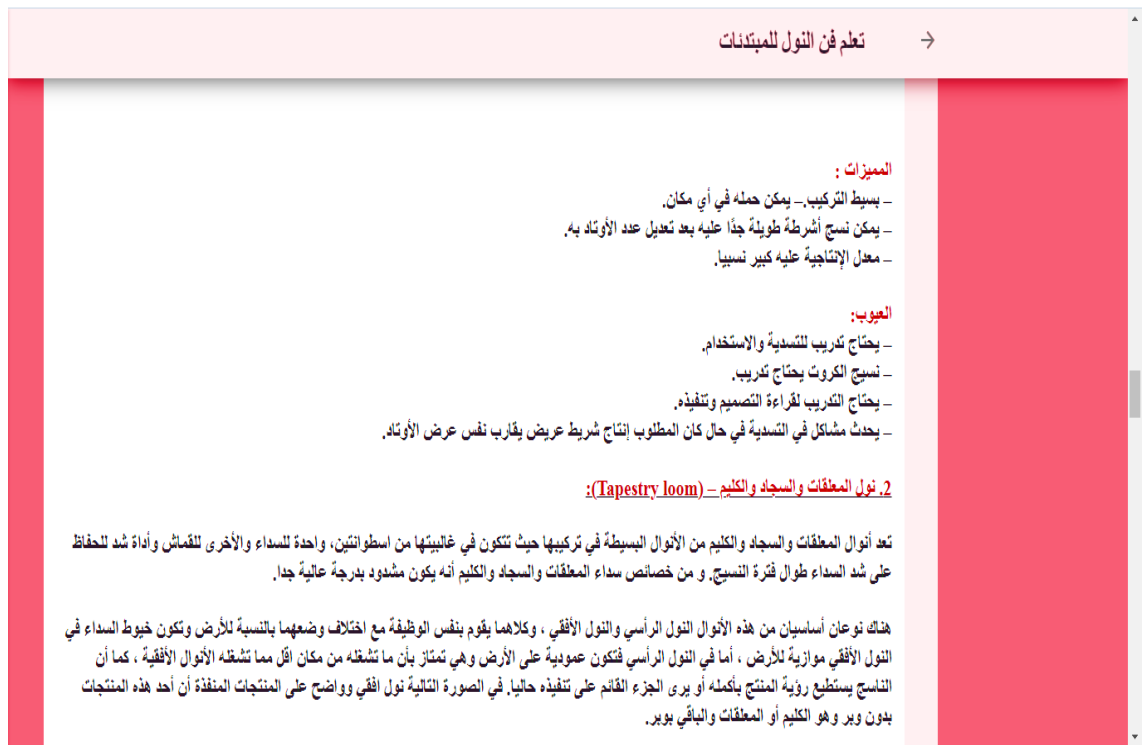 تعلم فن النول للمبتدئات
المميزات :
– بسيط التركيب.– يمكن حمله في أي مكان.
– يمكن نسج أشرطة طويلة جدًا عليه بعد تعديل عدد الأوتاد به.
– معدل الإنتاجية عليه كبير نسبيا.
العيوب:
– يحتاج تدريب للتسدية والاستخدام.
– نسيج الكروت يحتاج تدريب.
– يحتاج التدريب لقراءة التصميم وتنفيذه.
– يحدث مشاكل في التسدية في حال كان المطلوب إنتاج شريط عريض يقارب نفس عرض الأوتاد.
2. نول المعلقات والسجاد والكليم – (Tapestry loom):
تعد أنوال المعلقات والسجاد والكليم من الأنوال البسيطة في تركيبها حيث تتكون في غالبيتها من اسطوانتين، واحدة للسداء والأخرى للقماش وأداة شد للحفاظ
على شد السداء طوال فترة النسيج. و من خصائص سداء المعلقات والسجاد والكليم أنه يكون مشدود بدرجة عالية جدا.
هناك نوعان أساسيان من هذه الأنوال النول الرأسي والنول الأفقي ، وكلاهما يقوم بنفس الوظيفة مع اختلاف وضعهما بالنسبة للأرض وتكون خيوط السداء في
النول الأفقي موازية للأرض ، أما في النول الرأسي فتكون عمودية على الأرض وهي تمتاز بأن ما تشغله من مكان اقل مما تشغله الأنوال الأفقية ، كما أن
الناسج يستطيع رؤية المنتج بأكمله أو يرى الجزء القائم على تنفيذه حاليا. في الصورة التالية نول افقي وواضح على المنتجات المنفذة أن أحد هذه المنتجات
بدون وبر وهو الكليم أو المعلقات والباقي بوبر.